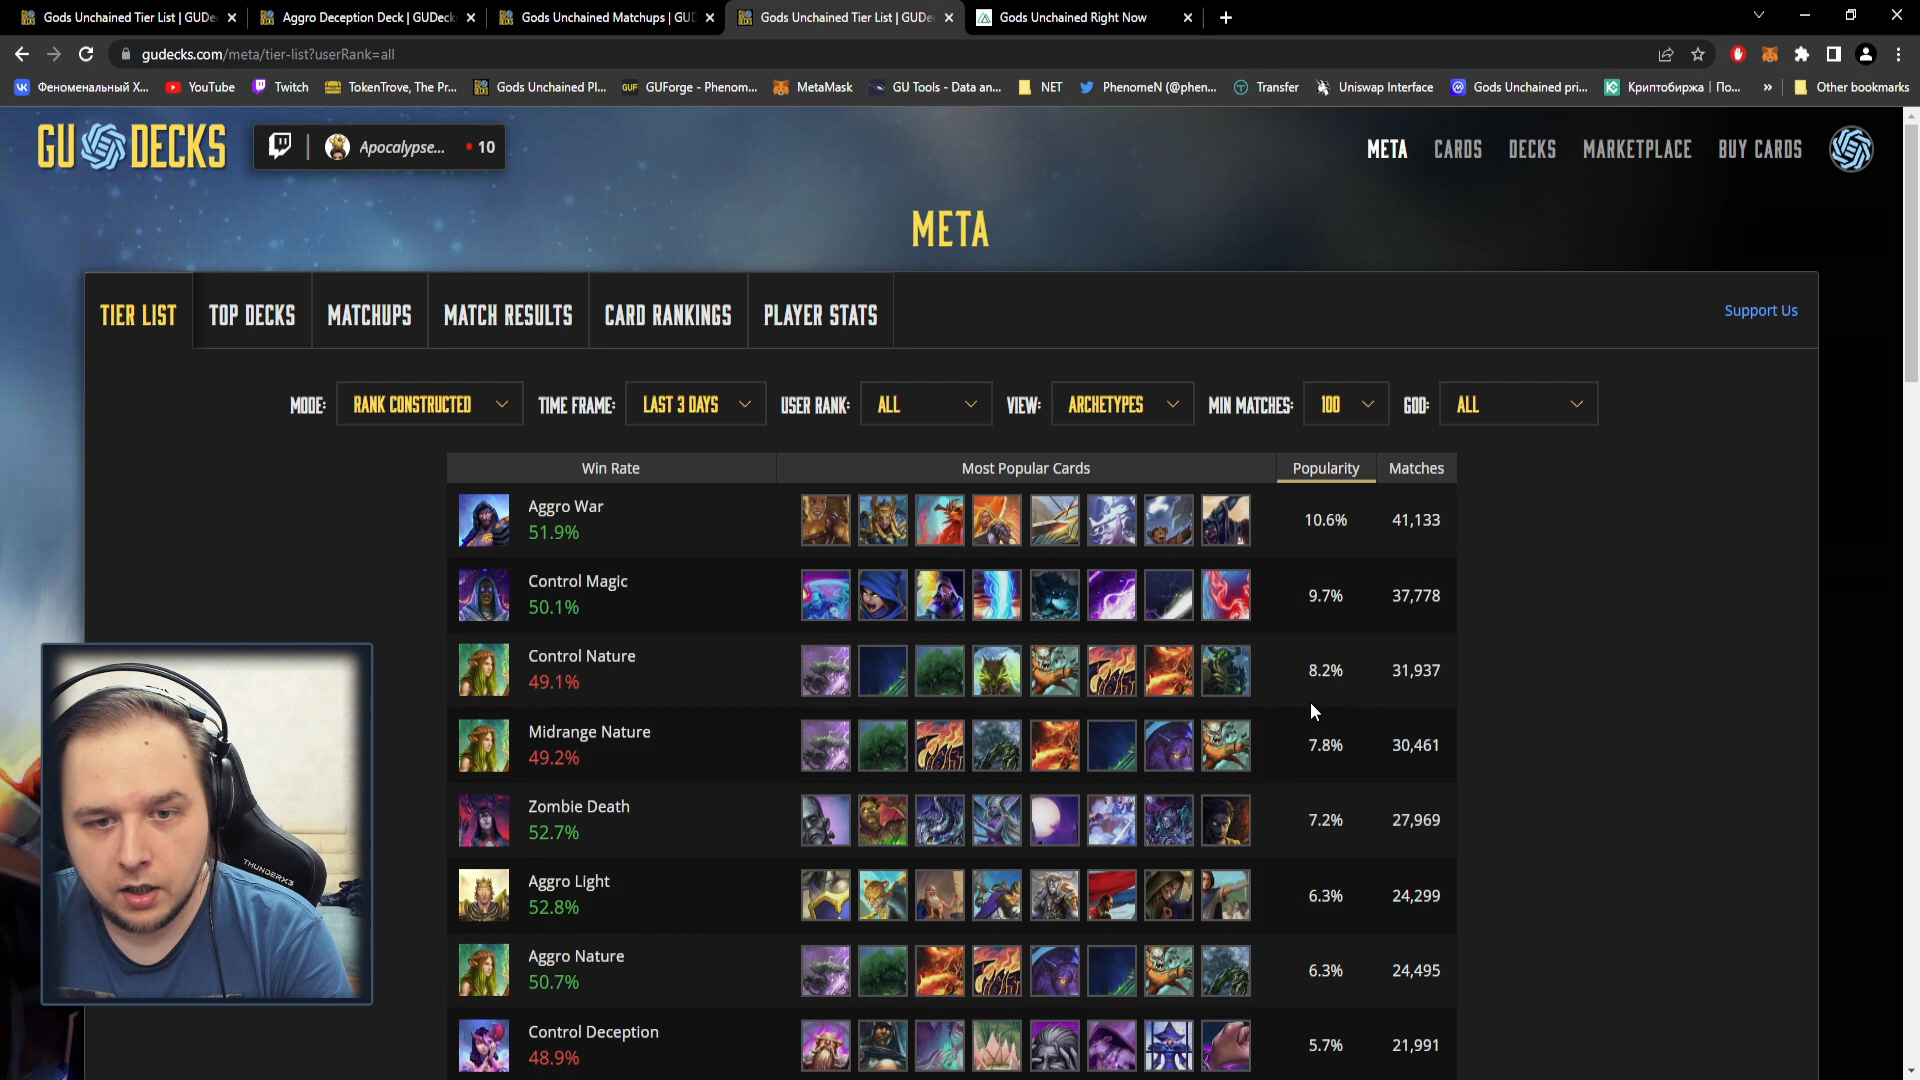 Gods Unchained Tier List | GUDe
Aggro Deception Deck | GUDeck
Gods Unchained Matchups | GUD
Gods Unchained Tier List | GUDe
Gods Unchained Right Now
gudecks.com/meta/tier-list?userRank=all
Феноменальный X...
YouTube
Twitch
TokenTrove, The Pr...
Gods Unchained Pl...
GUF
GUForge - Phenom...
MetaMask
GU Tools - Data an...
NET
PhenomeN (@phen...
Transfer
Uniswap Interface
Gods Unchained pri...
Криптобиржа | По...
»
Other bookmarks
GU DECKS
Apocalypse...
10
META
CARDS
DECKS
MARKETPLACE
BUY CARDS
META
TIER LIST
TOP DECKS
MATCHUPS
MATCH RESULTS
CARD RANKINGS
PLAYER STATS
Support Us
MODE: RANK CONSTRUCTED
TIME FRAME: LAST 3 DAYS
USER RANK: ALL
VIEW: ARCHETYPES
MIN MATCHES: 100
GOD: ALL
Win Rate
Most Popular Cards
Popularity
Matches
Aggro War
51.9%
10.6%
41,133
Control Magic
50.1%
9.7%
37,778
Control Nature
49.1%
8.2%
31,937
Midrange Nature
49.2%
7.8%
30,461
Zombie Death
52.7%
7.2%
27,969
Aggro Light
52.8%
6.3%
24,299
Aggro Nature
50.7%
6.3%
24,495
Control Deception
48.9%
5.7%
21,991
THUNDERX3